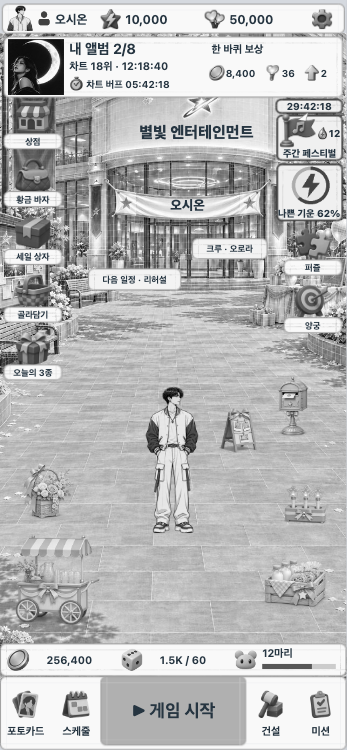 오시온
10,000
50,000
내 앨범 2/8
차트 18위 · 12:18:40
차트 버프 05:42:18
한 바퀴 보상
8,400
36
2
29:42:18
12
주간 페스티벌
나쁜 기운 62%
상점
황금 바자
세일 상자
골라담기
오늘의 3종
퍼즐
양궁
별빛 엔터테인먼트
오시온
크루 · 오로라
다음 일정 · 리허설
256,400
1.5K / 60
12마리
포토카드
스케줄
▶ 게임 시작
건설
미션